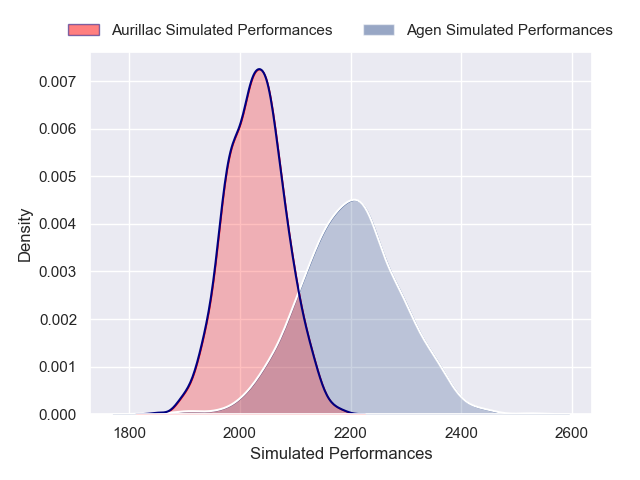 Aurillac Simulated Performances Agen Simulated Performances
0.007
0.006
0.005
0.004
0.003
0.002
0.001
0.000
Density
1800 2000 2200 2400 2600
Simulated Performances